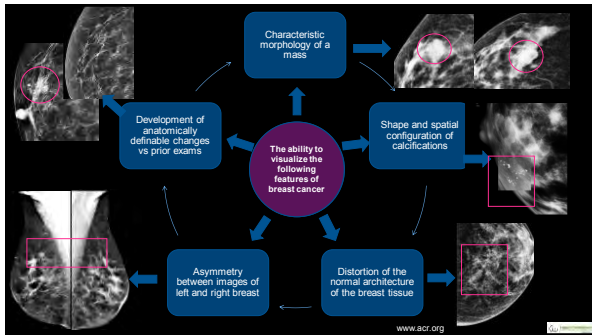 Characteristic
morphology of a
mass
Development of
anatomically
definable changes
vs prior exams
Shape and spatial
configuration of
calcifications
The ability to
visualize the
following
features of
breast cancer
Asymmetry
between images of
left and right breast
Distortion of the
normal architecture
of the breast tissue
www.acr.org